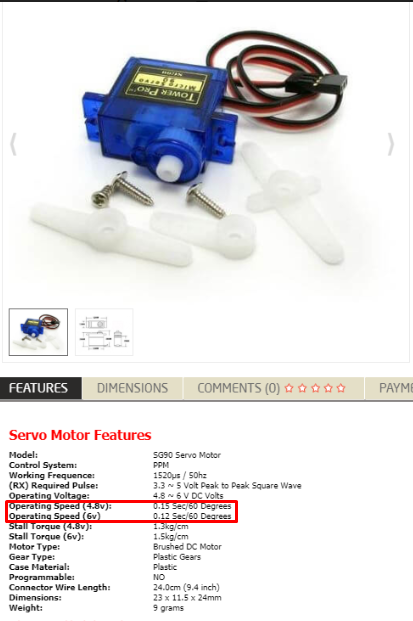 TOWER PRO™
Micro Servo
9g
SG90
FEATURES
DIMENSIONS
COMMENTS (0)
PAYME
Servo Motor Features
Model: SG90 Servo Motor
Control System: PPM
Working Frequence: 1520µs / 50hz
(RX) Required Pulse: 3.3 ~ 5 Volt Peak to Peak Square Wave
Operating Voltage: 4.8 ~ 6 V DC Volts
Operating Speed (4.8v): 0.15 Sec/60 Degrees
Operating Speed (6v) 0.12 Sec/60 Degrees
Stall Torque (4.8v): 1.3kg/cm
Stall Torque (6v): 1.5kg/cm
Motor Type: Brushed DC Motor
Gear Type: Plastic Gears
Case Material: Plastic
Programmable: NO
Connector Wire Length: 24.0cm (9.4 inch)
Dimensions: 23 x 11.5 x 24mm
Weight: 9 grams